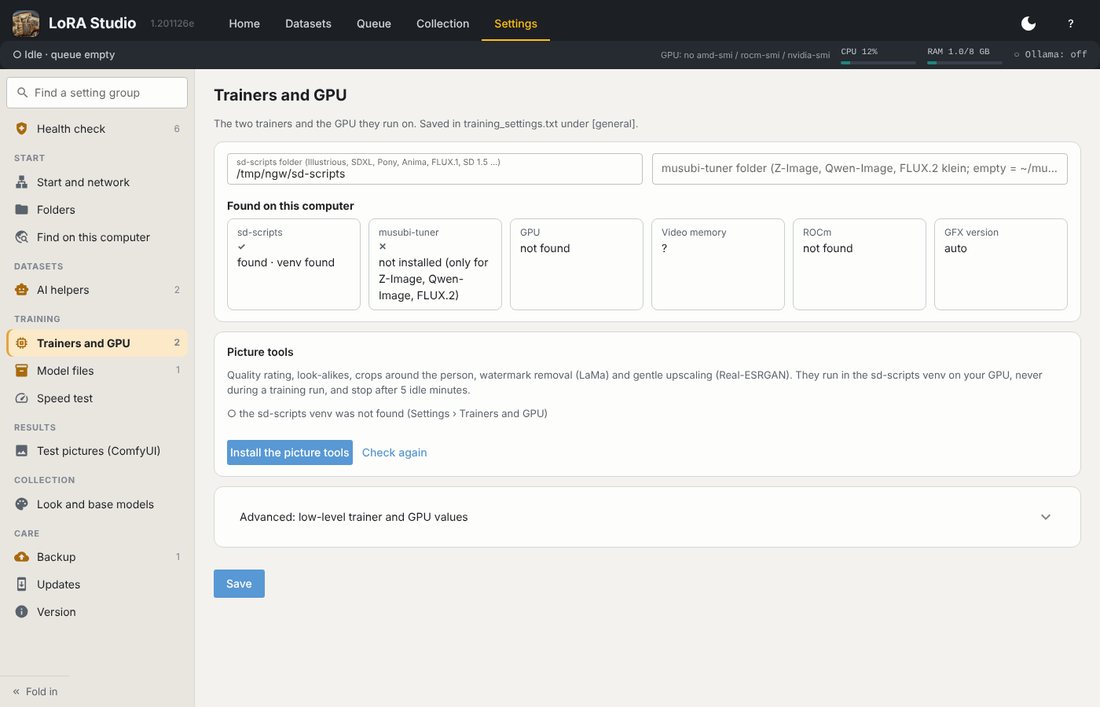 LoRA Studio 1.201126e Home Datasets Queue Collection Settings ?
Idle · queue empty GPU: no amd-smi / rocm-smi / nvidia-smi CPU 12% RAM 1.0/8 GB Ollama: off
Find a setting group
Health check 6
START
Start and network
Folders
Find on this computer
DATASETS
AI helpers 2
TRAINING
Trainers and GPU 2
Model files 1
Speed test
RESULTS
Test pictures (ComfyUI)
COLLECTION
Look and base models
CARE
Backup 1
Updates
Version
« Fold in
Trainers and GPU
The two trainers and the GPU they run on. Saved in training_settings.txt under [general].
sd-scripts folder (Illustrious, SDXL, Pony, Anima, FLUX.1, SD 1.5 ...)
/tmp/ngw/sd-scripts
musubi-tuner folder (Z-Image, Qwen-Image, FLUX.2 klein; empty = ~/mu...
Found on this computer
sd-scripts
✓
found · venv found
musubi-tuner
✕
not installed (only for
Z-Image, Qwen-
Image, FLUX.2)
GPU
not found
Video memory
?
ROCm
not found
GFX version
auto
Picture tools
Quality rating, look-alikes, crops around the person, watermark removal (LaMa) and gentle upscaling (Real-ESRGAN). They run in the sd-scripts venv on your GPU, never
during a training run, and stop after 5 idle minutes.
the sd-scripts venv was not found (Settings › Trainers and GPU)
Install the picture tools Check again
Advanced: low-level trainer and GPU values
Save